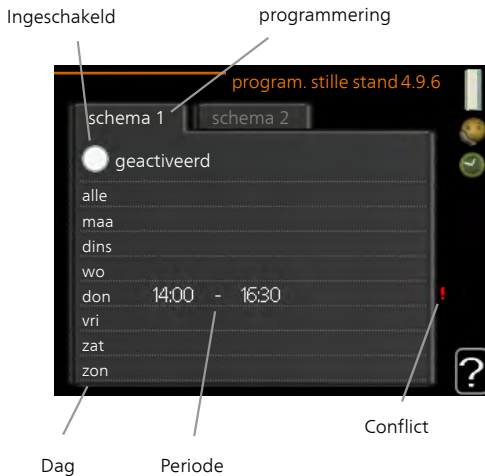 Ingeschakeld
programmering
program. stille stand 4.9.6
schema 1
schema 2
geactiveerd
alle
maa
dins
wo
don 14:00 - 16:30 !
vri
zat
zon
?
Conflict
Dag
Periode